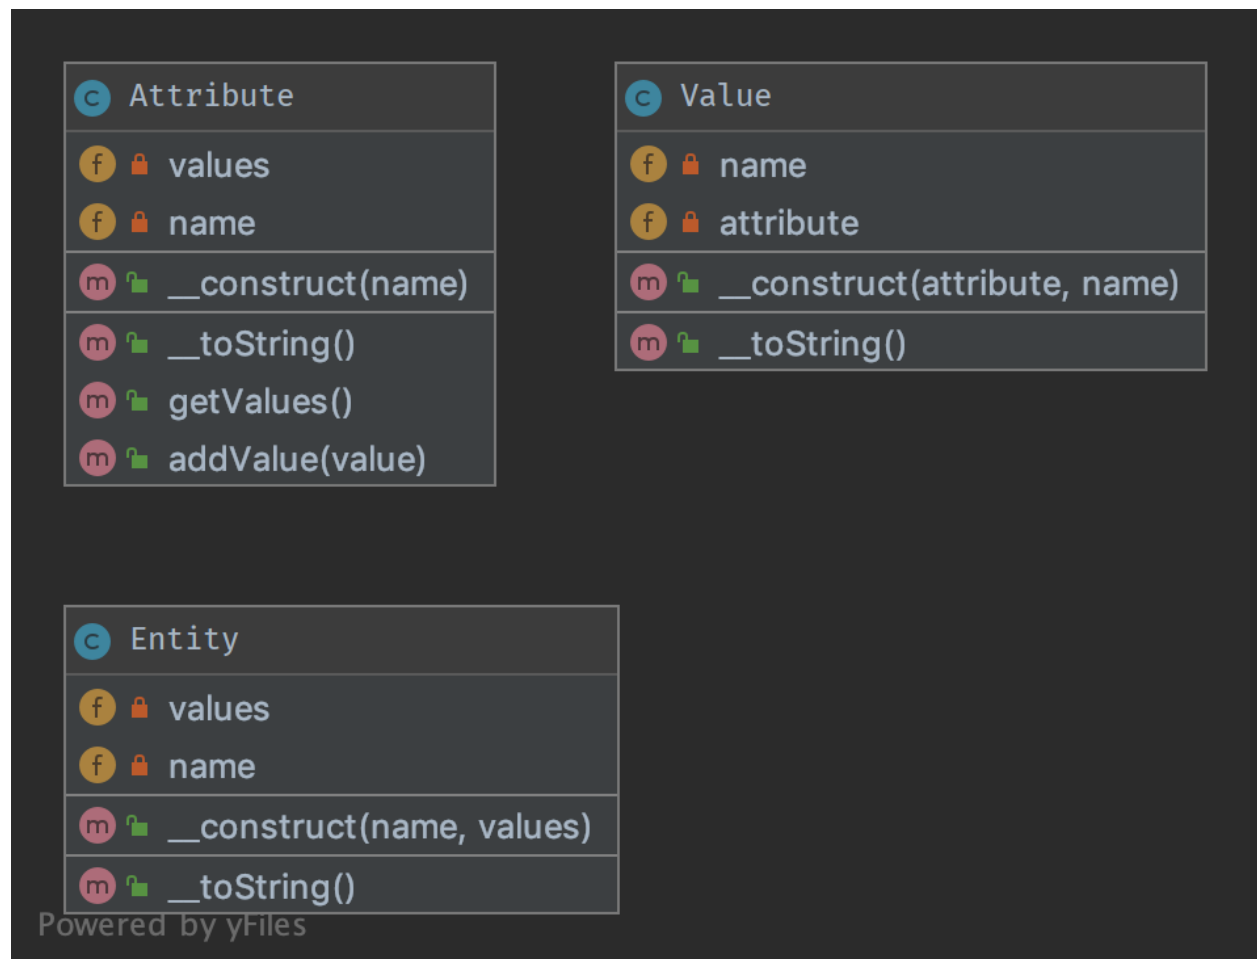 C Attribute
f values
f name
m __construct(name)
m __toString()
m getValues()
m addValue(value)
C Value
f name
f attribute
m __construct(attribute, name)
m __toString()
C Entity
f values
f name
m __construct(name, values)
m __toString()
Powered by yFiles